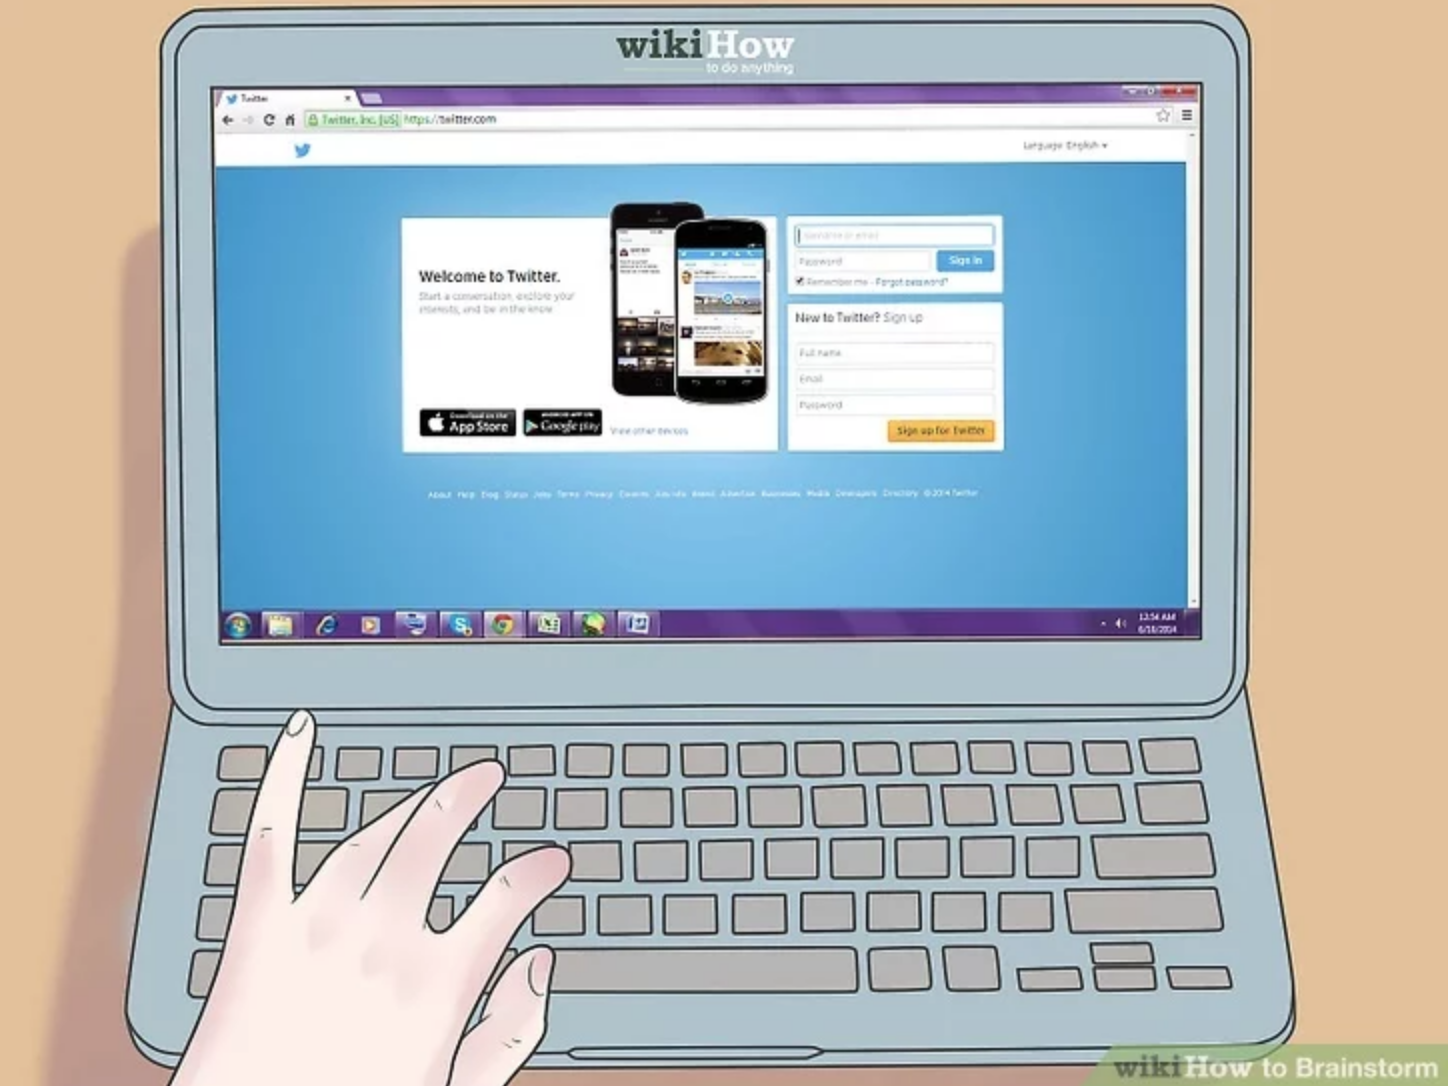 wikiHow
to do anything
Twitter
Twitter, Inc. [US] https://twitter.com
Language: English
Username or email
Welcome to Twitter.
Password Sign in
Start a conversation, explore your
interests, and be in the know.
Remember me · Forgot password?
New to Twitter? Sign up
Full name
Email
Password
Download on the
App Store
ANDROID APP ON
Google play
View other devices
Sign up for Twitter
About Help Blog Status Jobs Terms Privacy Cookies Ads info Brand Advertise Businesses Media Developers Directory © 2014 Twitter
12:54 AM
6/18/2014
wikiHow to Brainstorm